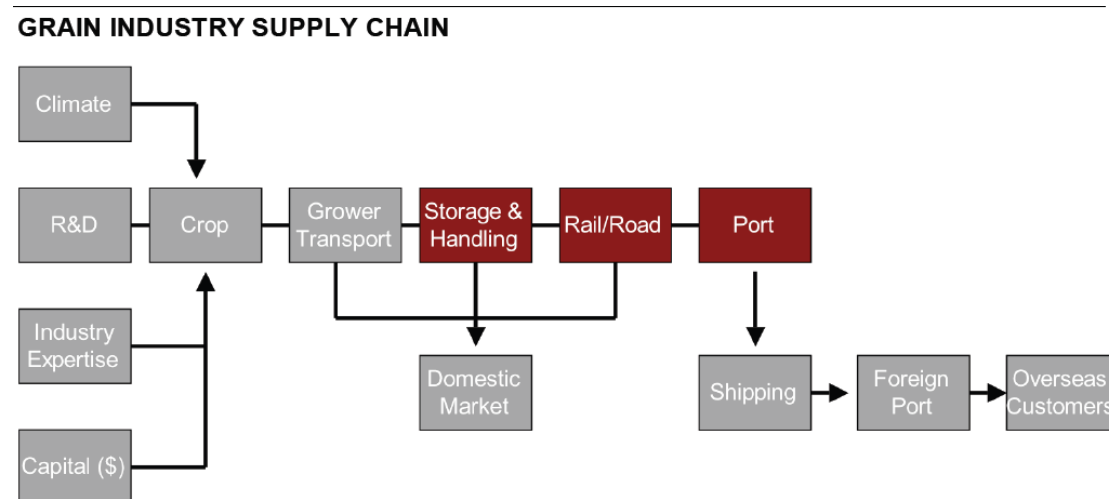 GRAIN INDUSTRY SUPPLY CHAIN
Climate
R&D
Crop
Grower
Transport
Storage &
Handling
Rail/Road
Port
Industry
Expertise
Domestic
Market
Shipping
Foreign
Port
Overseas
Customers
Capital ($)